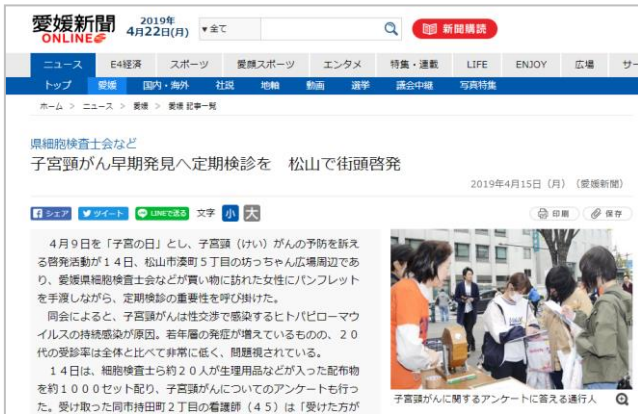 愛媛新聞
ONLINE
2019年
4月22日(月)
▼全て
新聞購読
ニュース E4経済 スポーツ 愛顔スポーツ エンタメ 特集・連載 LIFE ENJOY 広場 サー
トップ 愛媛 国内・海外 社説 地軸 動画 選挙 議会中継 写真特集
ホーム > ニュース > 愛媛 > 愛媛 記事一覧
県細胞検査士会など
子宮頸がん早期発見へ定期検診を 松山で街頭啓発
2019年4月15日(月)(愛媛新聞)
シェア ツイート LINEで送る 文字 小 大 印刷 保存
4月9日を「子宮の日」とし、子宮頸(けい)がんの予防を訴え
る啓発活動が14日、松山市湊町5丁目の坊っちゃん広場周辺であ
り、愛媛県細胞検査士会などが買い物に訪れた女性にパンフレット
を手渡しながら、定期検診の重要性を呼び掛けた。
同会によると、子宮頸がんは性交渉で感染するヒトパピローマウ
イルスの持続感染が原因。若年層の発症が増えているものの、20
代の受診率は全体と比べて非常に低く、問題視されている。
14日は、細胞検査士ら約20人が生理用品などが入った配布物
を約1000セット配り、子宮頸がんについてのアンケートも行っ
た。受け取った同市持田町2丁目の看護師(45)は「受けた方が
子宮頸がんに関するアンケートに答える通行人